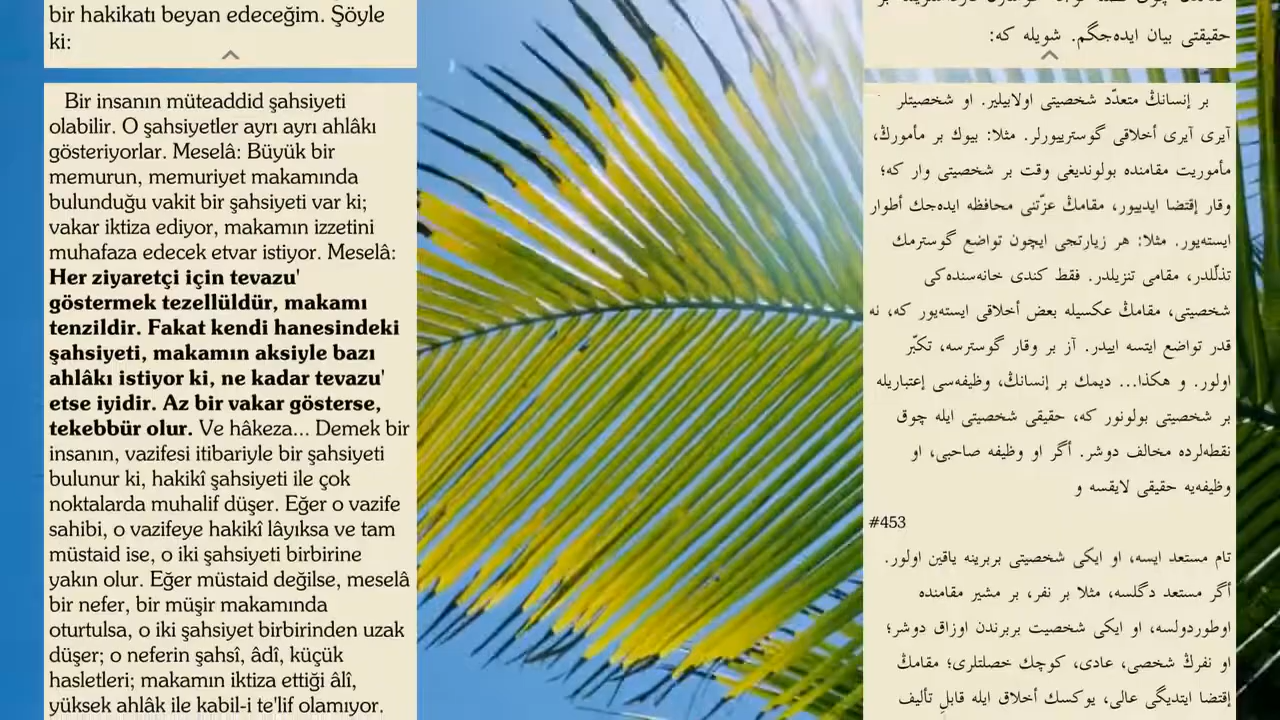 bir hakikatı beyan edeceğim. Şöyle
ki:
Bir insanın müteaddid şahsiyeti
olabilir. O şahsiyetler ayrı ayrı ahlâkı
gösteriyorlar. Meselâ: Büyük bir
memurun, memuriyet makamında
bulunduğu vakit bir şahsiyeti var ki;
vakar iktiza ediyor, makamın izzetini
muhafaza edecek etvar istiyor. Meselâ:
Her ziyaretçi için tevazu'
göstermek tezellüldür, makamı
tenzildir. Fakat kendi hanesindeki
şahsiyeti, makamın aksiyle bazı
ahlâkı istiyor ki, ne kadar tevazu'
etse iyidir. Az bir vakar gösterse,
tekebbür olur. Ve hâkeza... Demek bir
insanın, vazifesi itibariyle bir şahsiyeti
bulunur ki, hakikî şahsiyeti ile çok
noktalarda muhalif düşer. Eğer o vazife
sahibi, o vazifeye hakikî lâyıksa ve tam
müstaid ise, o iki şahsiyeti birbirine
yakın olur. Eğer müstaid değilse, meselâ
bir nefer, bir müşir makamında
oturtulsa, o iki şahsiyet birbirinden uzak
düşer; o neferin şahsî, âdî, küçük
hasletleri; makamın iktiza ettiği âlî,
yüksek ahlâk ile kabil-i te'lif olamıyor.
حقيقتى بيان ايده‌جگم. شويله كه:
بر إنسانڭ متعدّد شخصيتى اولابيلير. او شخصيتلر
آيرى آيرى أخلاقى گوسترييورلر. مثلا: بيوك بر مأمورڭ،
مأموريت مقامنده بولونديغى وقت بر شخصيتى وار كه؛
وقار إقتضا ايدييور، مقامڭ عزّتنى محافظه ايده‌جك أطوار
ايسته‌يور. مثلا: هر زيارتجى ايچون تواضع گوسترمك
تذلّلدر، مقامى تنزيلدر. فقط كندى خانه‌سنده‌كى
شخصيتى، مقامڭ عكسيله بعض أخلاقى ايسته‌يور كه، نه
قدر تواضع ايتسه اييدر. آز بر وقار گوسترسه، تكبّر
اولور. و هكذا... ديمك بر إنسانڭ، وظيفه‌سى إعتباريله
بر شخصيتى بولونور كه، حقيقى شخصيتى ايله چوق
نقطه‌لرده مخالف دوشر. أگر او وظيفه صاحبى، او
وظيفه‌يه حقيقى لايقسه و
#453
تام مستعد ايسه، او ايكى شخصيتى بربرينه ياقين اولور.
أگر مستعد دگلسه، مثلا بر نفر، بر مشير مقامنده
اوطوردولسه، او ايكى شخصيت بربرندن اوزاق دوشر؛
او نفرڭ شخصى، عادى، كوچك خصلتلرى؛ مقامڭ
إقتضا ايتديگى عالى، يوكسك أخلاق ايله قابلِ تأليف